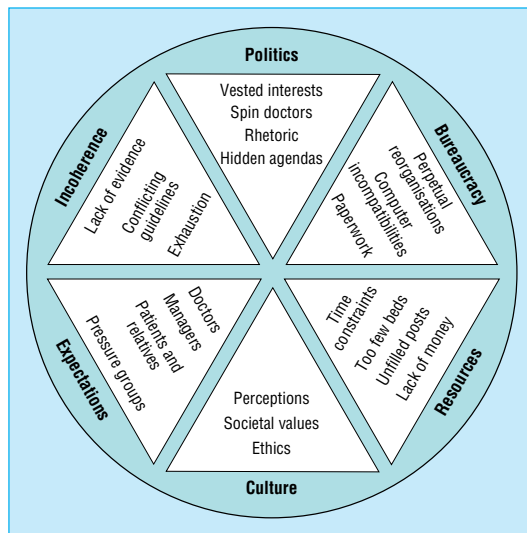 Politics
Vested interests
Spin doctors
Rhetoric
Hidden agendas
Bureaucracy
Perpetual
reorganisations
Computer
incompatibilities
Paperwork
Resources
Time
constraints
Too few beds
Unfilled posts
Lack of money
Culture
Perceptions
Societal values
Ethics
Expectations
Doctors
Managers
Patients and
relatives
Pressure groups
Incoherence
Lack of evidence
Conflicting
guidelines
Exhaustion